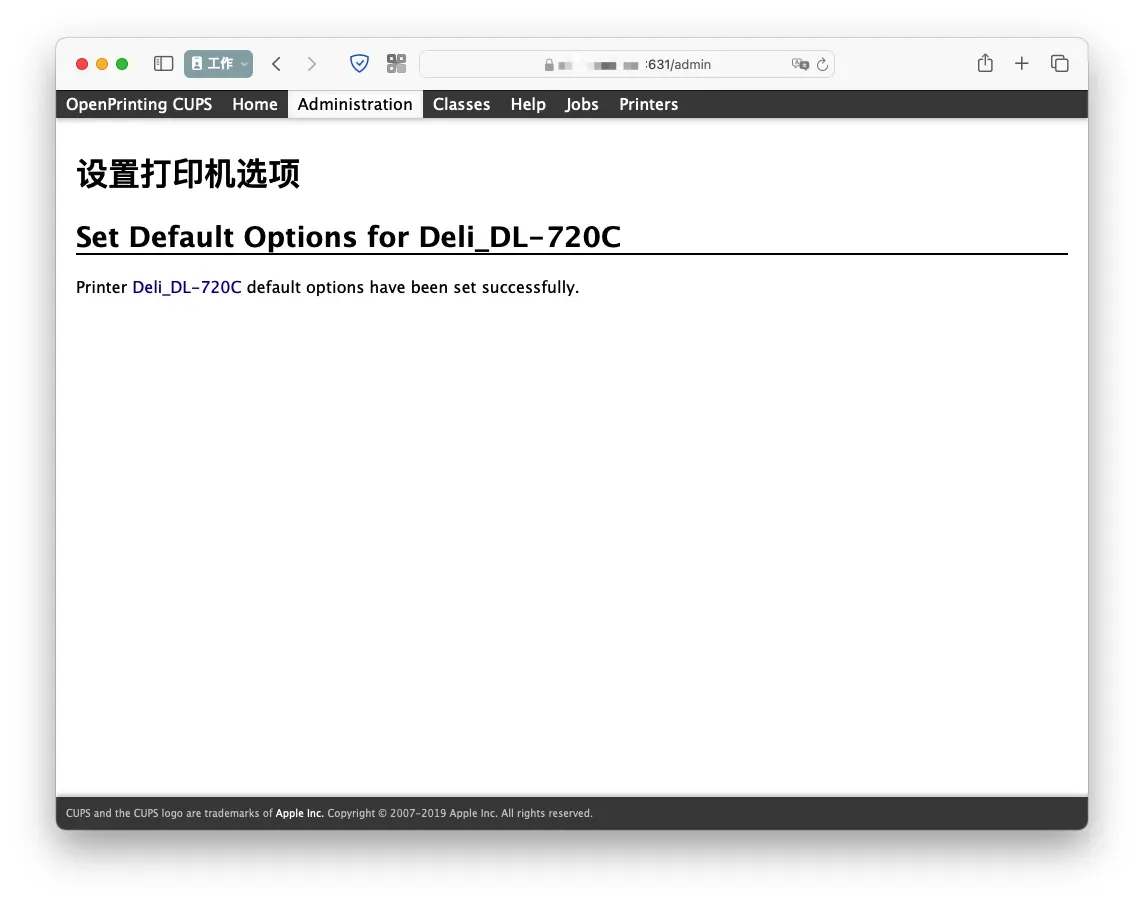 工作
:631/admin
OpenPrinting CUPS Home Administration Classes Help Jobs Printers
设置打印机选项
Set Default Options for Deli_DL-720C
Printer Deli_DL-720C default options have been set successfully.
CUPS and the CUPS logo are trademarks of Apple Inc. Copyright © 2007-2019 Apple Inc. All rights reserved.